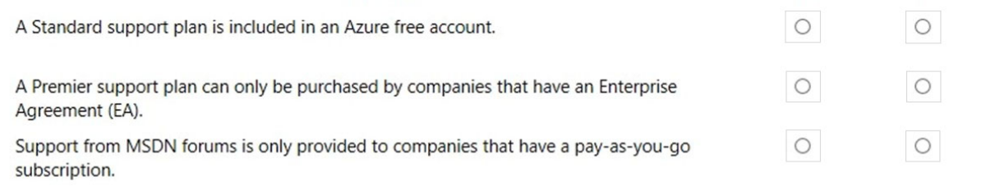 A Standard support plan is included in an Azure free account.
A Premier support plan can only be purchased by companies that have an Enterprise
Agreement (EA).
Support from MSDN forums is only provided to companies that have a pay-as-you-go
subscription.